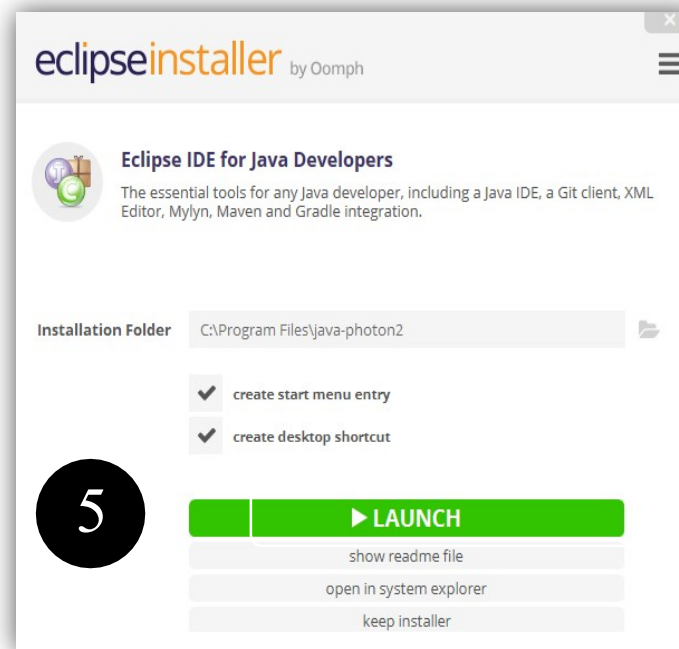 eclipseinstaller by Oomph
Eclipse IDE for Java Developers
The essential tools for any Java developer, including a Java IDE, a Git client, XML
Editor, Mylyn, Maven and Gradle integration.
Installation Folder C:\Program Files\java-photon2
create start menu entry
create desktop shortcut
5
LAUNCH
show readme file
open in system explorer
keep installer